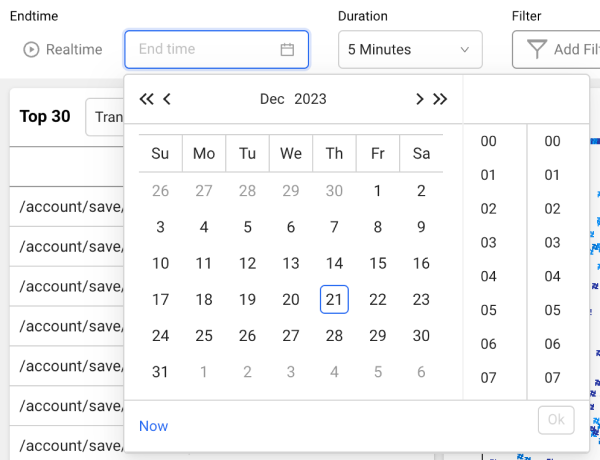 Endtime Duration Filter
Realtime End time 5 Minutes Add Filt
Top 30 Tran
Dec 2023
Su Mo Tu We Th Fr Sa
26 27 28 29 30 1 2
3 4 5 6 7 8 9
10 11 12 13 14 15 16
17 18 19 20 21 22 23
24 25 26 27 28 29 30
31 1 2 3 4 5 6
00 00
01 01
02 02
03 03
04 04
05 05
06 06
07 07
/account/save/
/account/save/
/account/save/
/account/save/
/account/save/
/account/save/
/account/save/
Now Ok